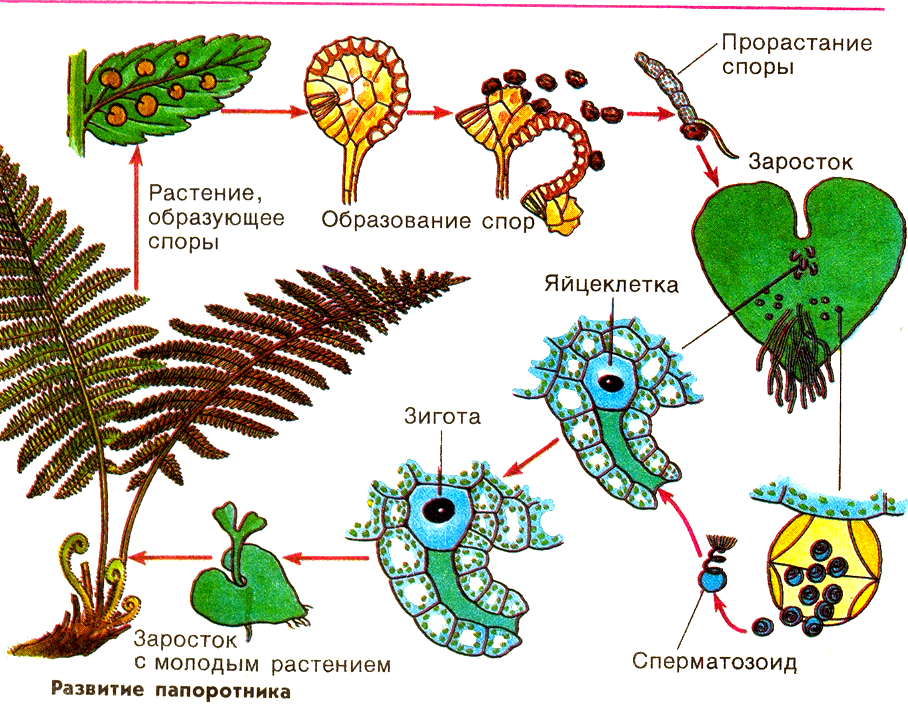 Прорастание
споры
Заросток
Растение,
образующее
споры
Образование спор
Яйцеклетка
Зигота
Сперматозоид
Заросток
с молодым растением
Развитие папоротника